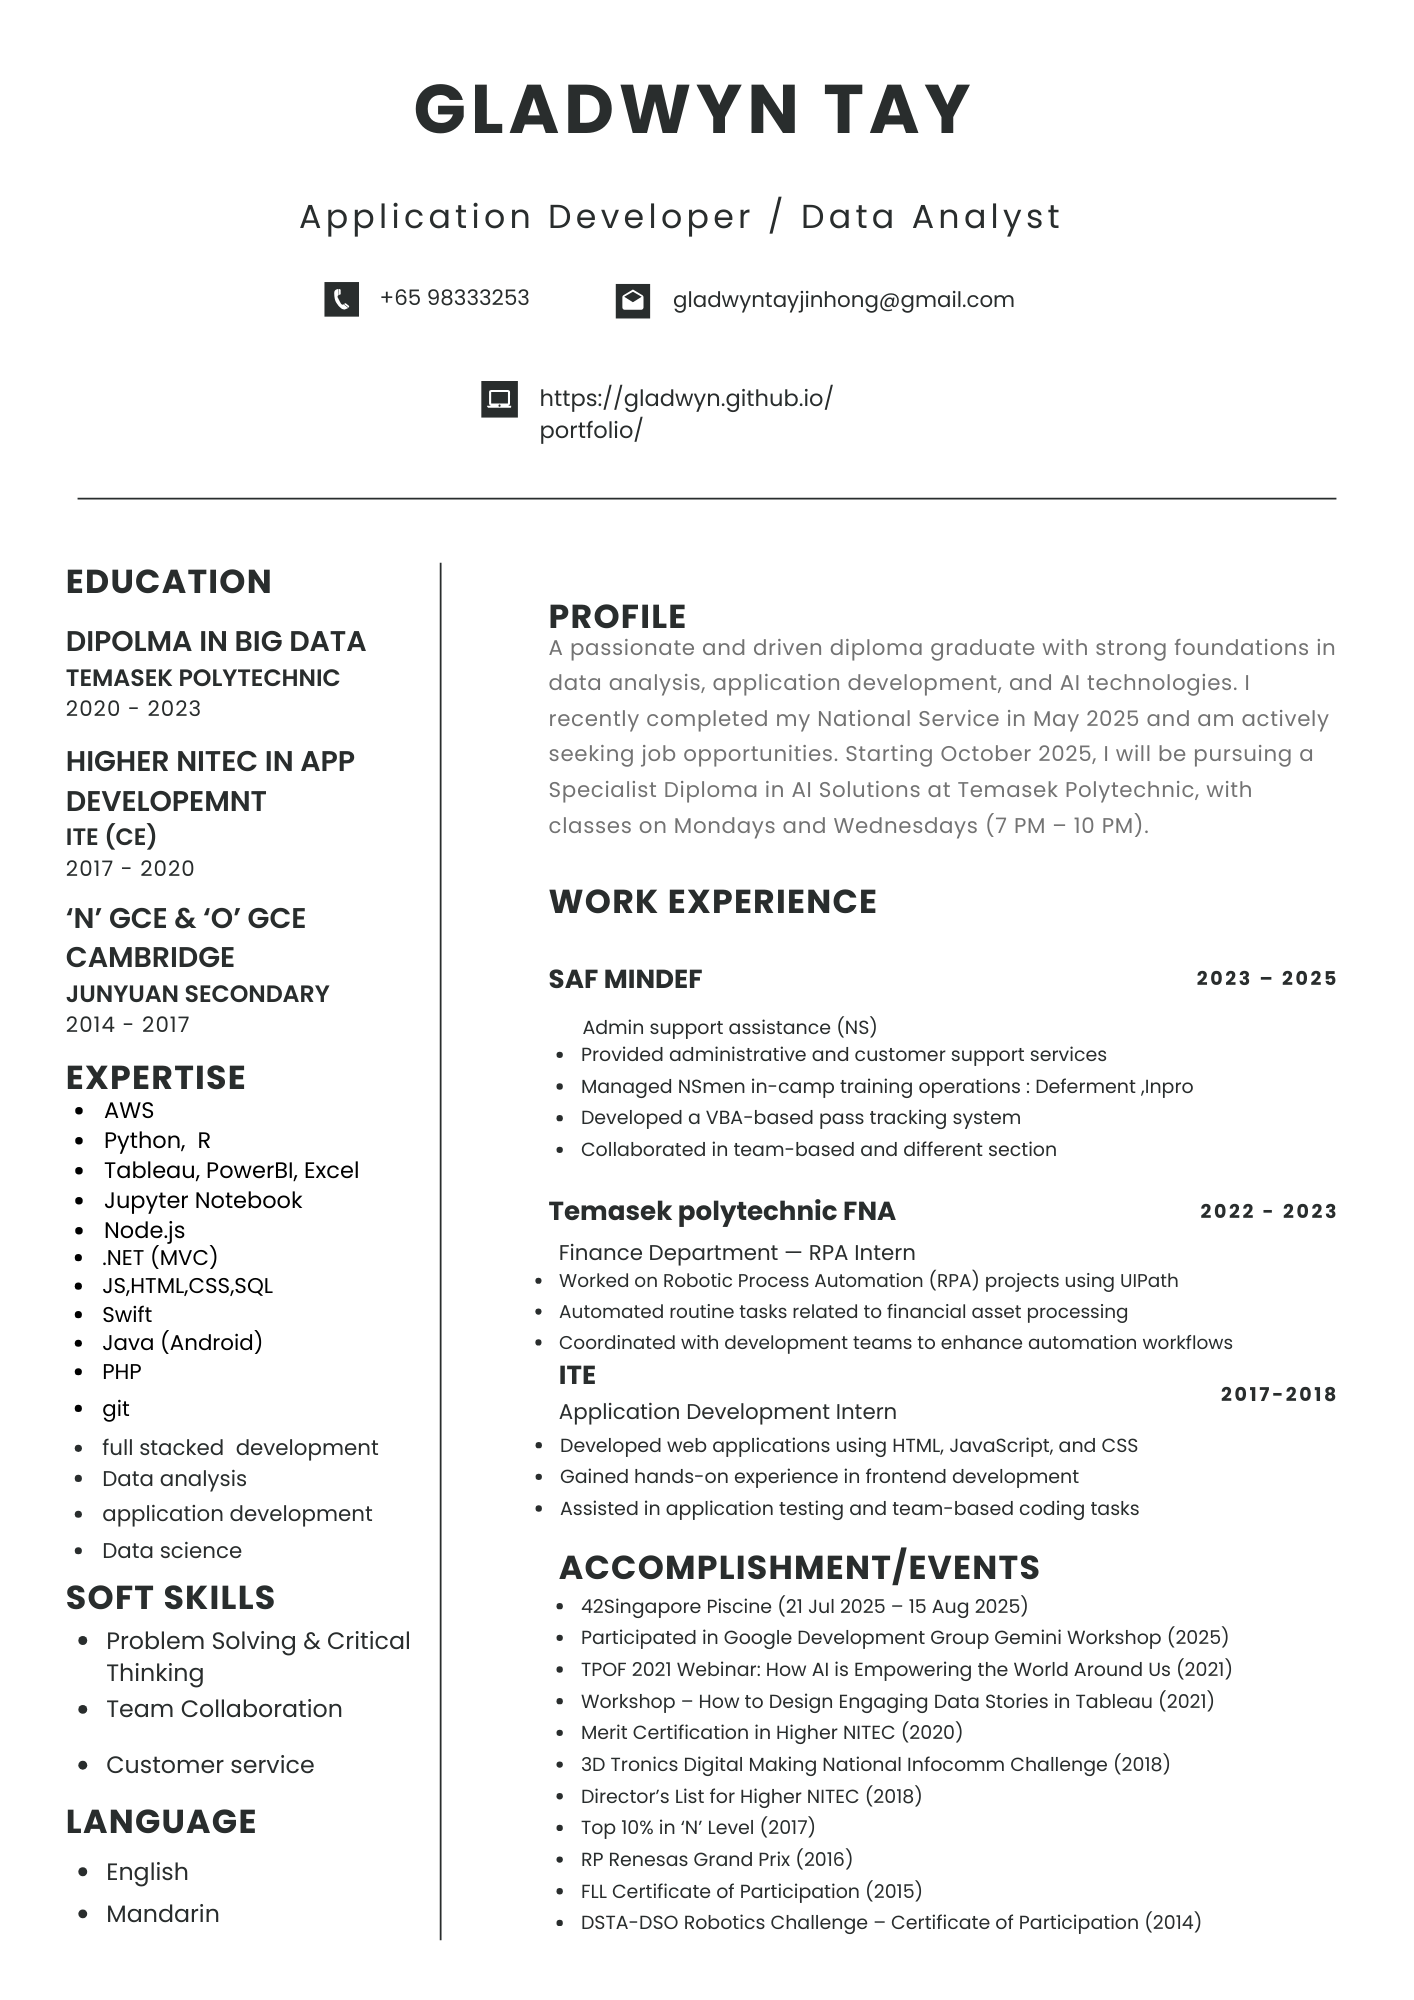 GLADWYN TAY
Application Developer / Data Analyst
+65 98333253
gladwyntayjinhong@gmail.com
https://gladwyn.github.io/
portfolio/
EDUCATION
DIPOLMA IN BIG DATA
TEMASEK POLYTECHNIC
2020 - 2023
HIGHER NITEC IN APP
DEVELOPEMNT
ITE (CE)
2017 - 2020
‘N’ GCE & ‘O’ GCE
CAMBRIDGE
JUNYUAN SECONDARY
2014 - 2017
EXPERTISE
• AWS
• Python,  R
• Tableau, PowerBI, Excel
• Jupyter Notebook
• Node.js
• .NET (MVC)
• JS,HTML,CSS,SQL
• Swift
• Java (Android)
• PHP
• git
• full stacked  development
• Data analysis
• application development
• Data science
SOFT SKILLS
• Problem Solving & Critical
Thinking
• Team Collaboration
• Customer service
LANGUAGE
• English
• Mandarin
PROFILE
A passionate and driven diploma graduate with strong foundations in
data analysis, application development, and AI technologies. I
recently completed my National Service in May 2025 and am actively
seeking job opportunities. Starting October 2025, I will be pursuing a
Specialist Diploma in AI Solutions at Temasek Polytechnic, with
classes on Mondays and Wednesdays (7 PM – 10 PM).
WORK EXPERIENCE
SAF MINDEF 2023 – 2025
Admin support assistance (NS)
• Provided administrative and customer support services
• Managed NSmen in-camp training operations : Deferment ,Inpro
• Developed a VBA-based pass tracking system
• Collaborated in team-based and different section
Temasek polytechnic FNA 2022 - 2023
Finance Department — RPA Intern
• Worked on Robotic Process Automation (RPA) projects using UIPath
• Automated routine tasks related to financial asset processing
• Coordinated with development teams to enhance automation workflows
ITE
2017-2018
Application Development Intern
• Developed web applications using HTML, JavaScript, and CSS
• Gained hands-on experience in frontend development
• Assisted in application testing and team-based coding tasks
ACCOMPLISHMENT/EVENTS
• 42Singapore Piscine (21 Jul 2025 – 15 Aug 2025)
• Participated in Google Development Group Gemini Workshop (2025)
• TPOF 2021 Webinar: How AI is Empowering the World Around Us (2021)
• Workshop – How to Design Engaging Data Stories in Tableau (2021)
• Merit Certification in Higher NITEC (2020)
• 3D Tronics Digital Making National Infocomm Challenge (2018)
• Director’s List for Higher NITEC (2018)
• Top 10% in ‘N’ Level (2017)
• RP Renesas Grand Prix (2016)
• FLL Certificate of Participation (2015)
• DSTA-DSO Robotics Challenge – Certificate of Participation (2014)